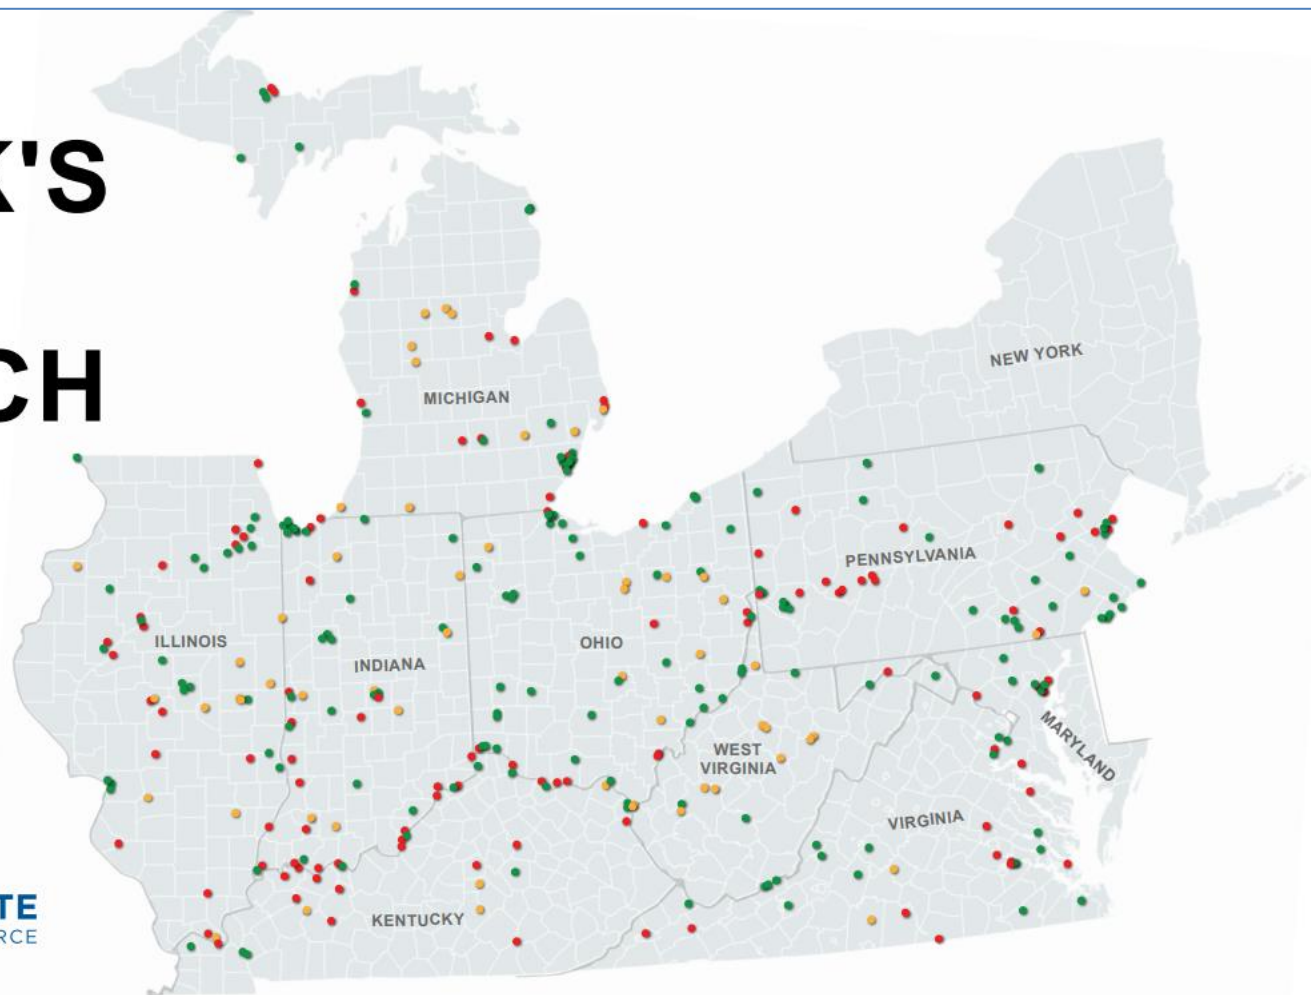 K'S
CH
NEW YORK
MICHIGAN
PENNSYLVANIA
ILLINOIS
INDIANA
OHIO
WEST
VIRGINIA
MARYLAND
VIRGINIA
KENTUCKY
TE
RCE